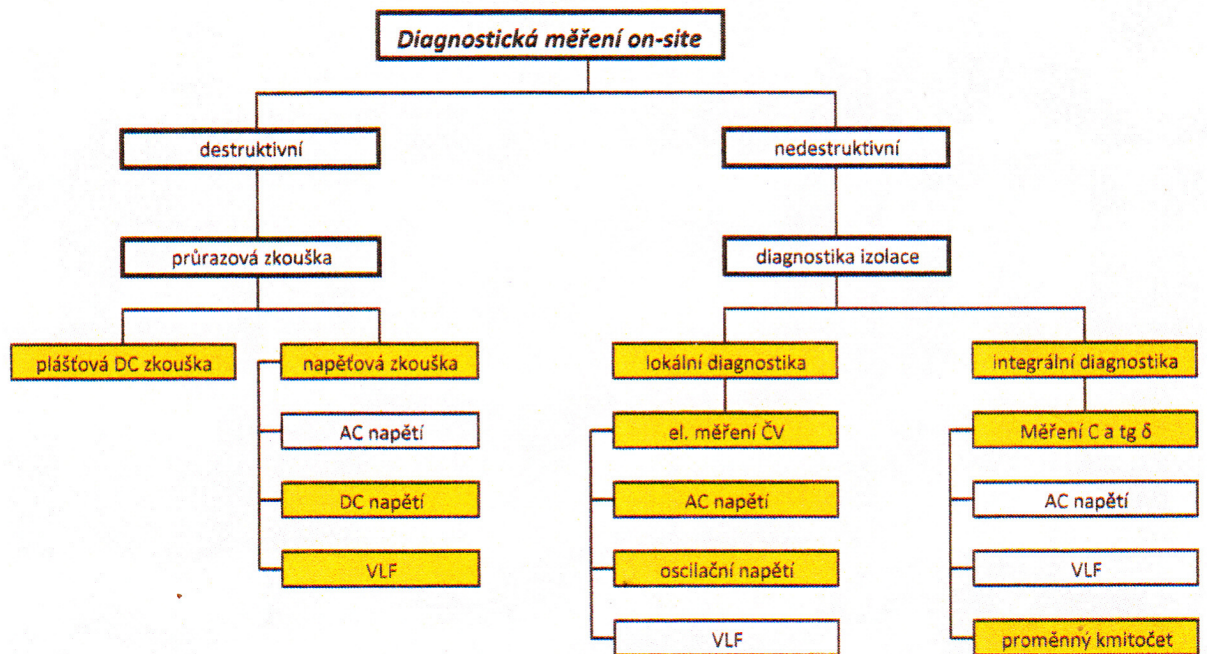 Diagnostická měření on-site
destruktivní
nedestruktivní
průrazová zkouška
diagnostika izolace
plášťová DC zkouška
napěťová zkouška
lokální diagnostika
integrální diagnostika
AC napětí
el. měření ČV
Měření C a tg δ
DC napětí
AC napětí
AC napětí
VLF
oscilační napětí
VLF
VLF
proměnný kmitočet